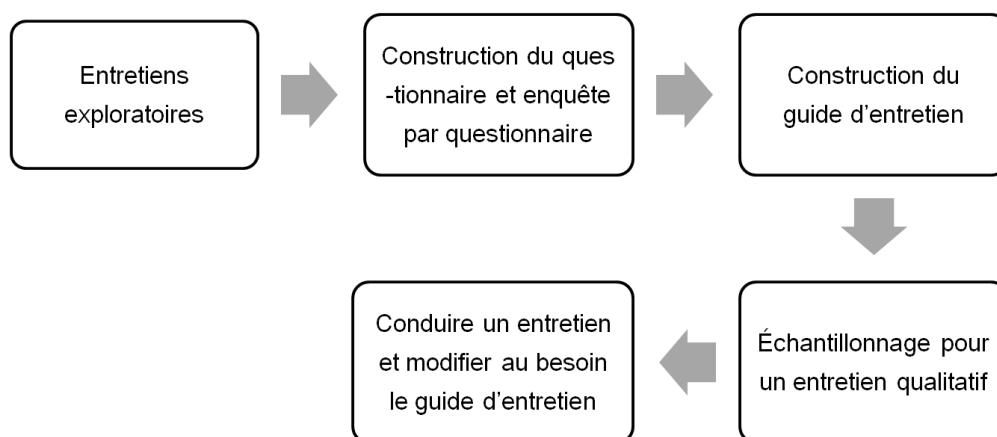 Entretiens
exploratoires
Construction du ques
-tionnaire et enquête
par questionnaire
Construction du
guide d’entretien
Échantillonnage pour
un entretien qualitatif
Conduire un entretien
et modifier au besoin
le guide d’entretien